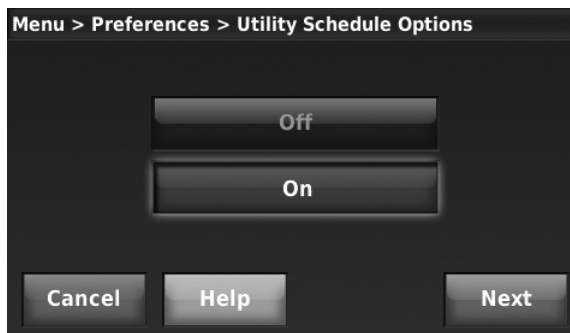 Menu > Preferences > Utility Schedule Options
Off
On
Cancel Help Next